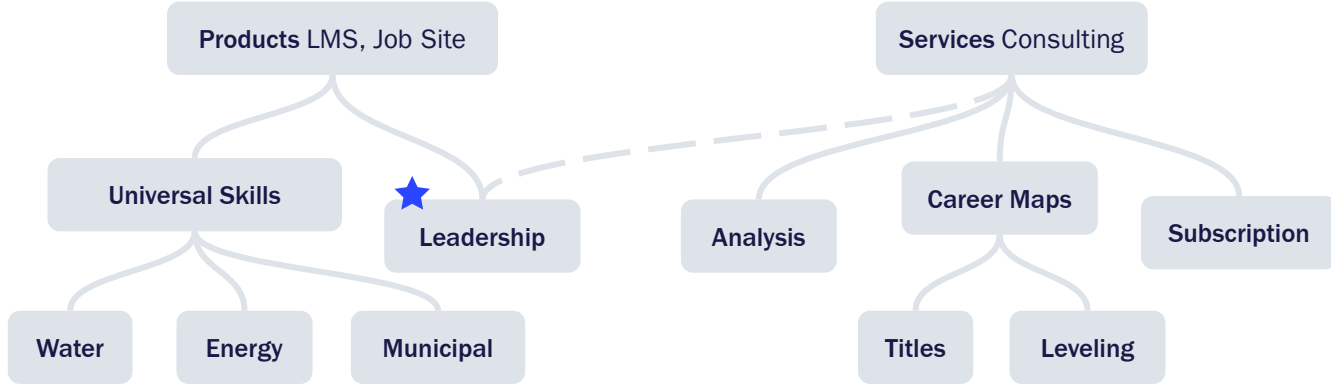 Products LMS, Job Site
Services Consulting
Universal Skills
Leadership
Analysis
Career Maps
Subscription
Water
Energy
Municipal
Titles
Leveling